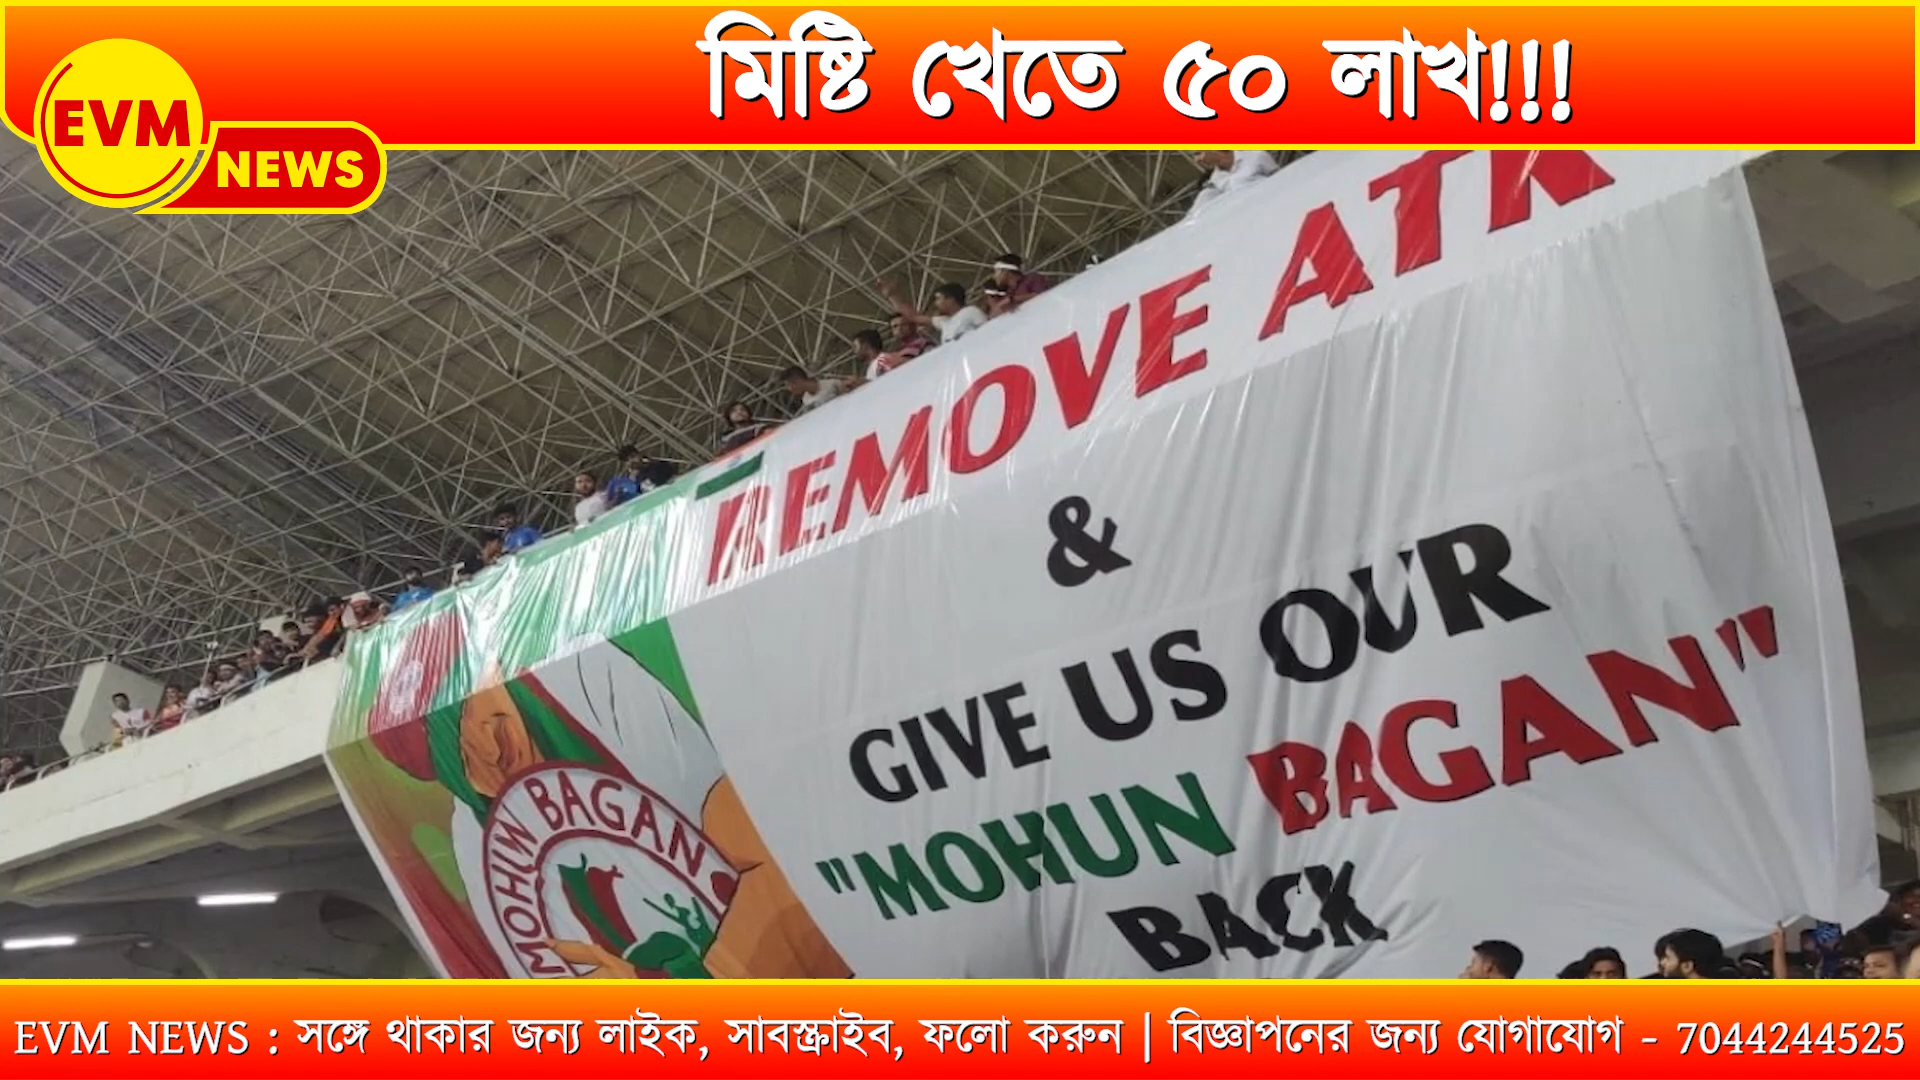 মিষ্টি খেতে ৫০ লাখ!!!
EVM
NEWS
REMOVE ATK
&
GIVE US OUR
"MOHUN BAGAN"
BACK
MOHUN BAGAN
EVM NEWS : সঙ্গে থাকার জন্য লাইক, সাবস্ক্রাইব, ফলো করুন | বিজ্ঞাপনের জন্য যোগাযোগ - 7044244525